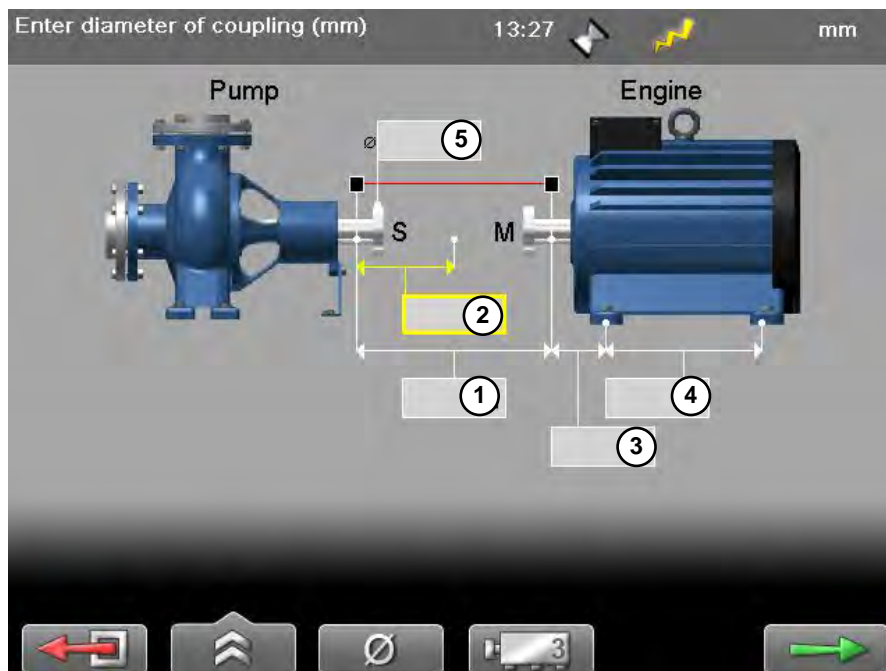 Enter diameter of coupling (mm) 13:27 mm
Pump Engine
Ø 5
S M
2
1 4
3
Ø 3